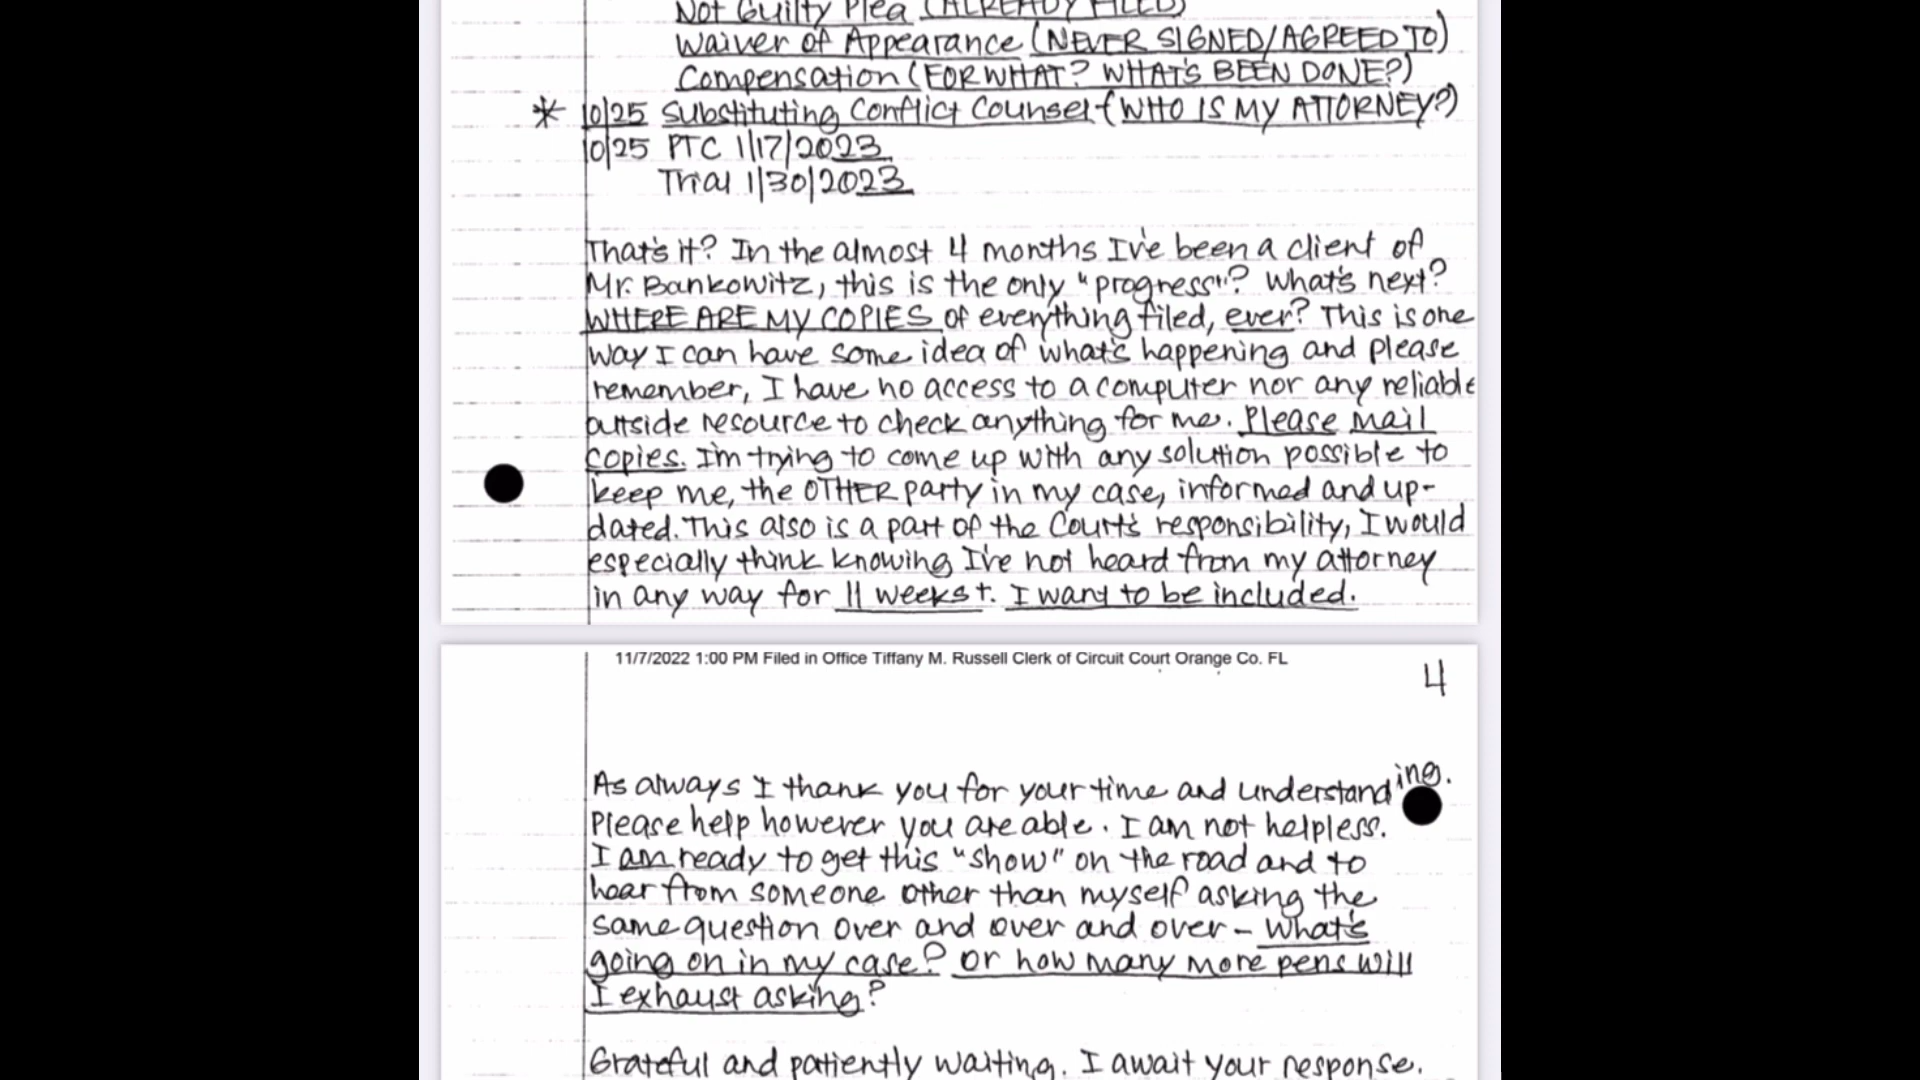 Not Guilty Plea (ALREADY FILED)
Waiver of Appearance (NEVER SIGNED/AGREED TO)
Compensation (FOR WHAT? WHAT'S BEEN DONE?)
* 10/25 Substituting Conflict Counsel (WHO IS MY ATTORNEY?)
10/25 PTC 1/17/2023
Trial 1/30/2023
That's it? In the almost 4 months I've been a client of
Mr. Bankowitz, this is the only "progress"? What's next?
WHERE ARE MY COPIES of everything filed, ever? This is one
way I can have some idea of what's happening and please
remember, I have no access to a computer nor any reliable
outside resource to check anything for me. Please mail
copies. I'm trying to come up with any solution possible to
keep me, the OTHER party in my case, informed and up-
dated. This also is a part of the Court's responsibility, I would
especially think knowing I've not heard from my attorney
in any way for 11 weeks+. I want to be included.
11/7/2022 1:00 PM Filed in Office Tiffany M. Russell Clerk of Circuit Court Orange Co. FL
4
As always I thank you for your time and understanding.
Please help however you are able. I am not helpless.
I am ready to get this "show" on the road and to
hear from someone other than myself asking the
same question over and over and over - What's
going on in my case? Or how many more pens will
I exhaust asking?
Grateful and patiently waiting. I await your response.